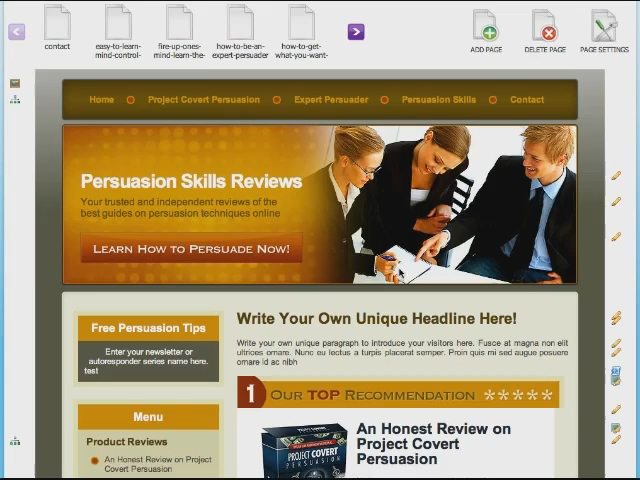 contact
easy-to-learn-
mind-control-
fire-up-ones-
mind-learn-the-
how-to-be-an-
expert-persuader
how-to-get-
what-you-want-
ADD PAGE
DELETE PAGE
PAGE SETTINGS
Home
Project Covert Persuasion
Expert Persuader
Persuasion Skills
Contact
Persuasion Skills Reviews
Your trusted and independent reviews of the
best guides on persuasion techniques online
LEARN HOW TO PERSUADE NOW!
Free Persuasion Tips
Enter your newsletter or
autoresponder series name here.
test
Menu
Product Reviews
An Honest Review on Project
Covert Persuasion
Write Your Own Unique Headline Here!
Write your own unique paragraph to introduce your visitors here. Fusce at magna non elit
ultrices ornare. Nunc eu lectus a turpis placerat semper. Proin quis mi sed augue posuere
ornare id ac nibh
1 OUR TOP RECOMMENDATION
PROJECT COVERT
PERSUASION
An Honest Review on
Project Covert
Persuasion